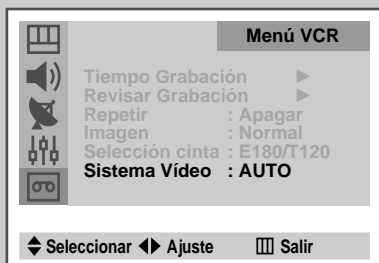 Menú VCR
Tiempo Grabación
Revisar Grabación
Repetir : Apagar
Imagen : Normal
Selección cinta : E180/T120
Sistema Vídeo : AUTO
Seleccionar Ajuste Salir